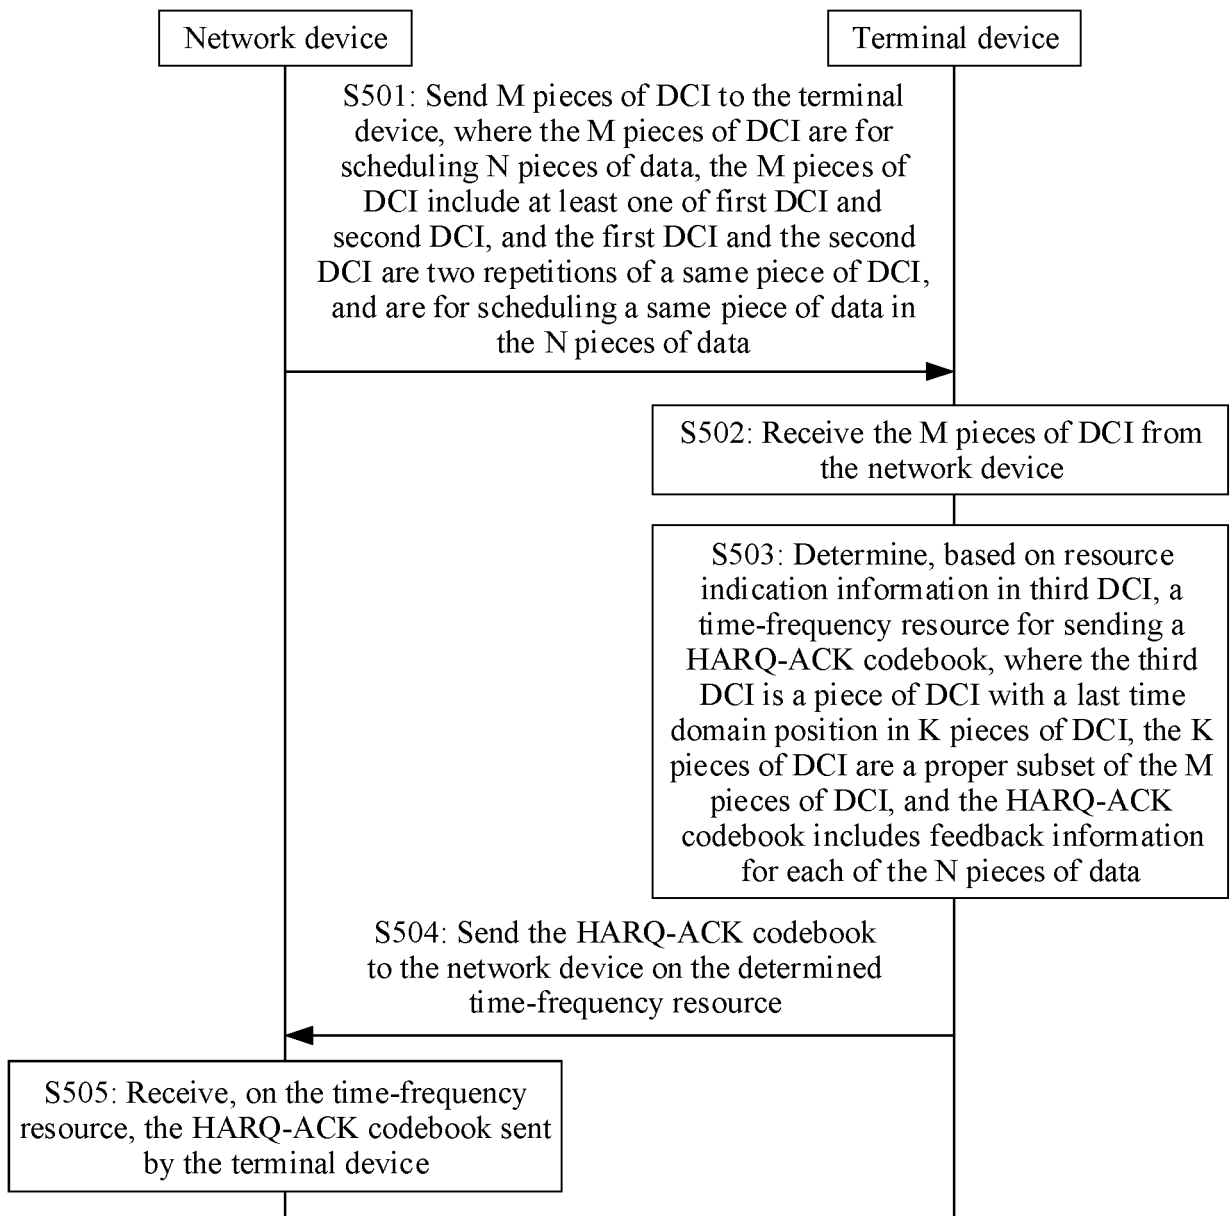 Network device
Terminal device
S501: Send M pieces of DCI to the terminal
device, where the M pieces of DCI are for
scheduling N pieces of data, the M pieces of
DCI include at least one of first DCI and
second DCI, and the first DCI and the second
DCI are two repetitions of a same piece of DCI,
and are for scheduling a same piece of data in
the N pieces of data
S502: Receive the M pieces of DCI from
the network device
S503: Determine, based on resource
indication information in third DCI, a
time-frequency resource for sending a
HARQ-ACK codebook, where the third
DCI is a piece of DCI with a last time
domain position in K pieces of DCI, the K
pieces of DCI are a proper subset of the M
pieces of DCI, and the HARQ-ACK
codebook includes feedback information
for each of the N pieces of data
S504: Send the HARQ-ACK codebook
to the network device on the determined
time-frequency resource
S505: Receive, on the time-frequency
resource, the HARQ-ACK codebook sent
by the terminal device